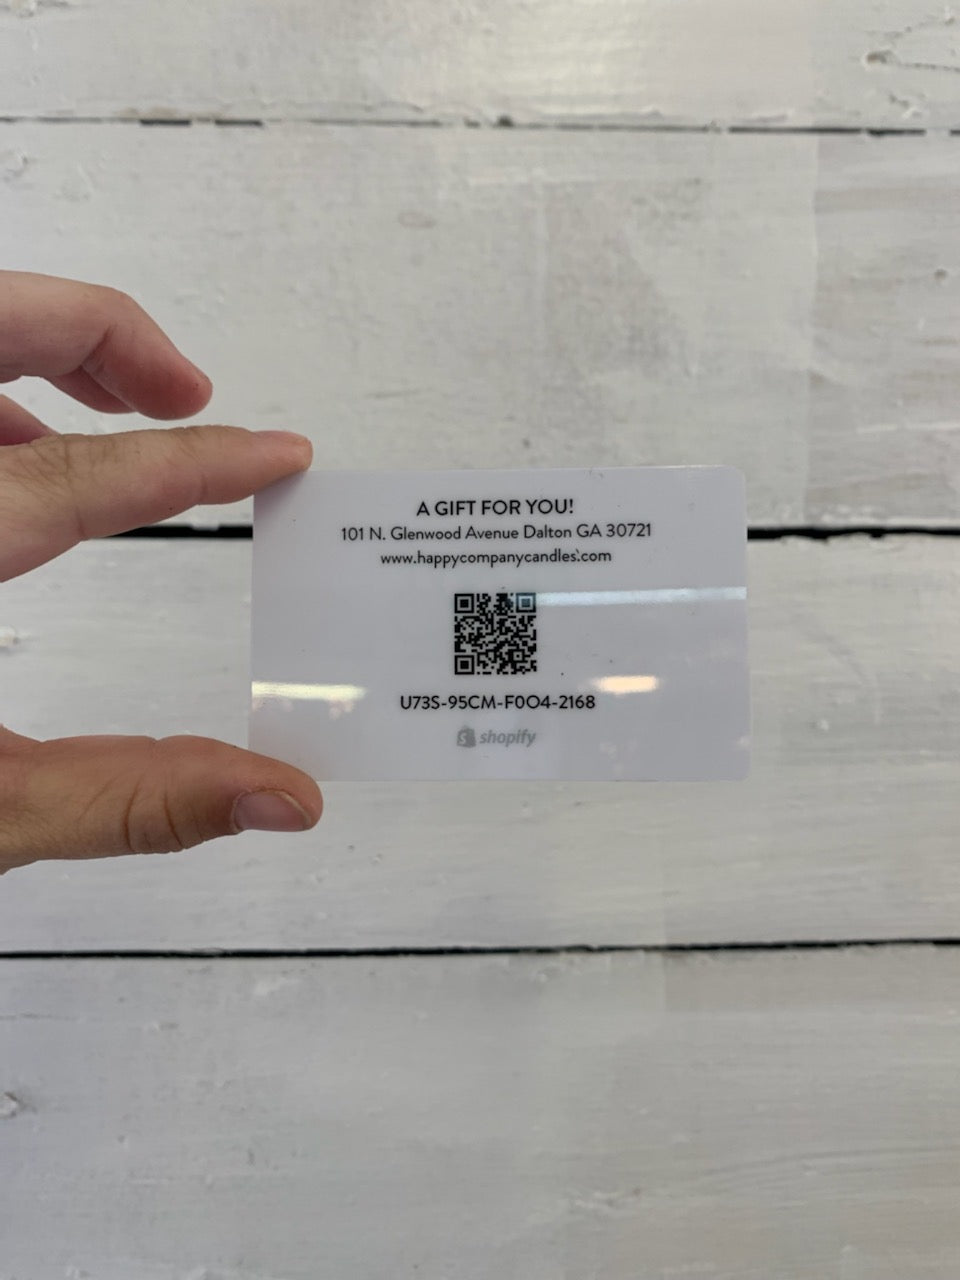 A GIFT FOR YOU!
101 N. Glenwood Avenue Dalton GA 30721
www.happycompanycandles.com
U73S-95CM-F0O4-2168
shopify